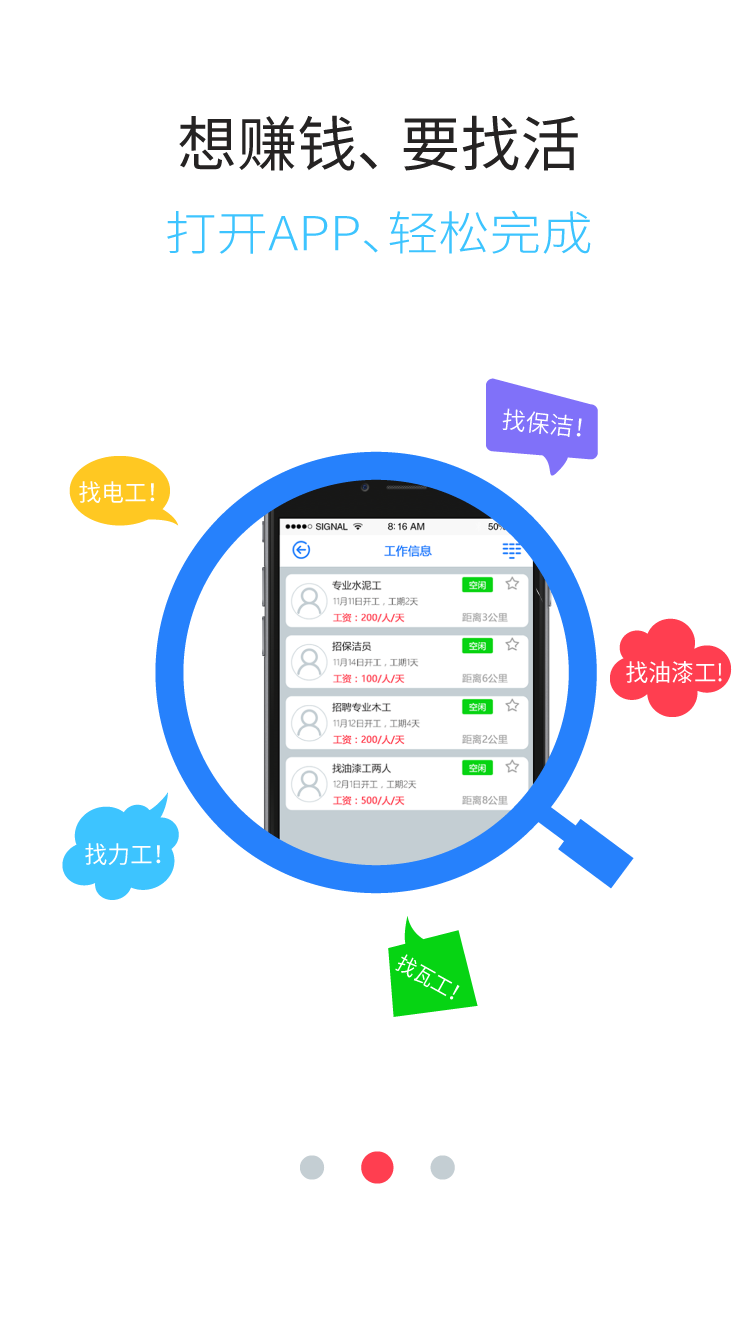 想赚钱、要找活
打开APP、轻松完成
找保洁！
找电工！
SIGNAL
8:16 AM
50%
工作信息
专业水泥工
空闲
11月11日开工，工期2天
工资：200/人/天
距离3公里
招保洁员
空闲
11月14日开工，工期1天
工资：100/人/天
距离6公里
找油漆工!
招聘专业木工
空闲
11月12日开工，工期4天
工资：200/人/天
距离2公里
找油漆工两人
空闲
12月1日开工，工期2天
工资：500/人/天
距离8公里
找力工！
找瓦工！